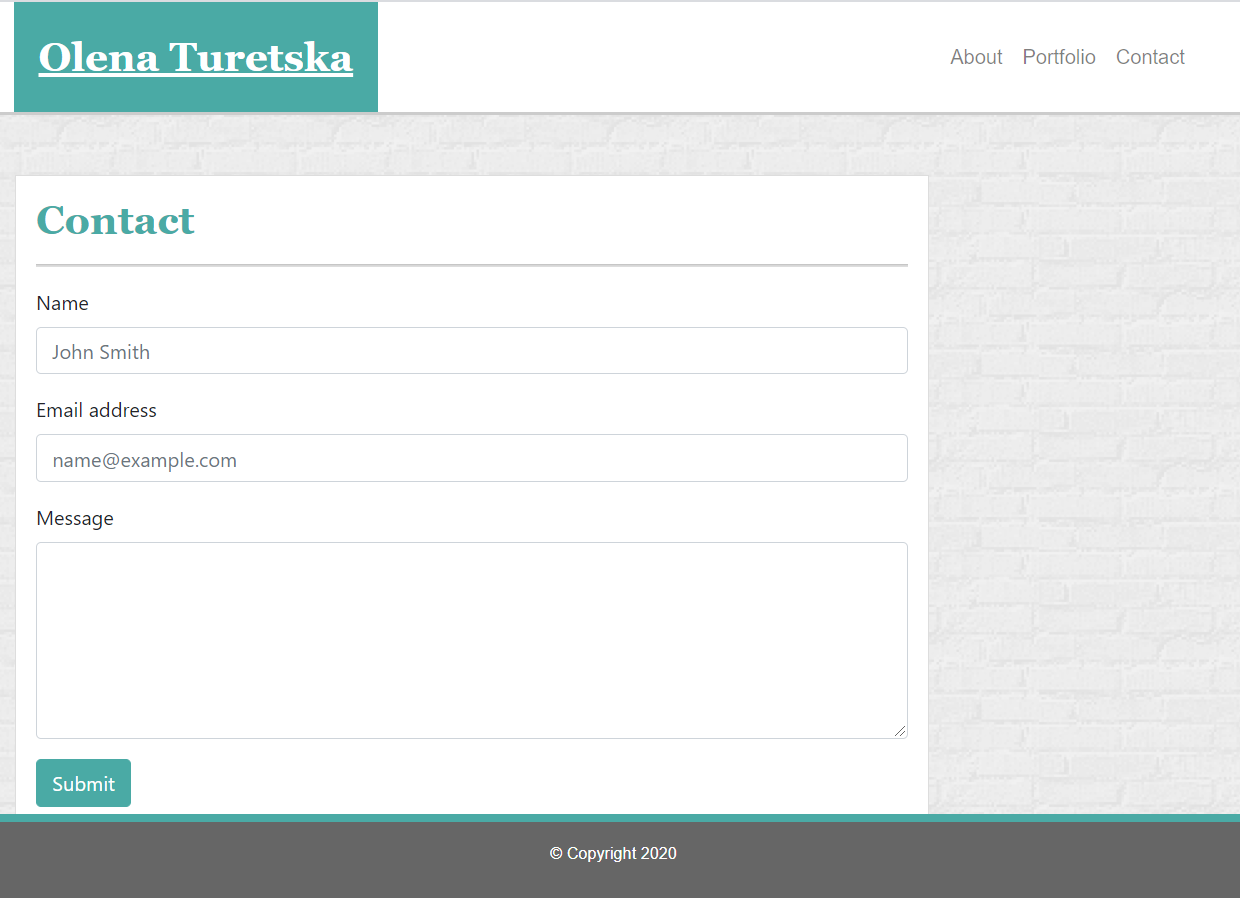 Olena Turetska
About Portfolio Contact
Contact
Name
John Smith
Email address
name@example.com
Message
Submit
© Copyright 2020